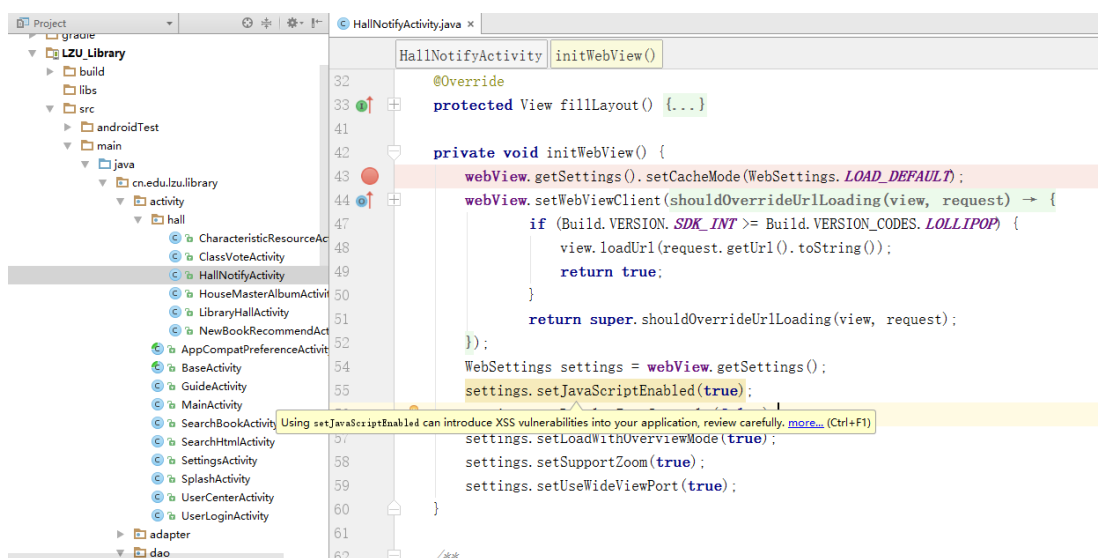 Project
HallNotifyActivity.java ×
gradle
LZU_Library
build
libs
src
androidTest
main
java
cn.edu.lzu.library
activity
hall
CharacteristicResourceAc
ClassVoteActivity
HallNotifyActivity
HouseMasterAlbumActivit
LibraryHallActivity
NewBookRecommendAct
AppCompatPreferenceActivit
BaseActivity
GuideActivity
MainActivity
SearchBookActivity
SearchHtmlActivity
SettingsActivity
SplashActivity
UserCenterActivity
UserLoginActivity
adapter
dao
HallNotifyActivity initWebView()
32 @Override
33 protected View fillLayout() {...}
41
42 private void initWebView() {
43 webView.getSettings().setCacheMode(WebSettings.LOAD_DEFAULT);
44 webView.setWebViewClient(shouldOverrideUrlLoading(view, request) → {
47 if (Build.VERSION.SDK_INT >= Build.VERSION_CODES.LOLLIPOP) {
48 view.loadUrl(request.getUrl().toString());
49 return true;
50 }
51 return super.shouldOverrideUrlLoading(view, request);
52 });
54 WebSettings settings = webView.getSettings();
55 settings.setJavaScriptEnabled(true);
Using setJavaScriptEnabled can introduce XSS vulnerabilities into your application, review carefully. more... (Ctrl+F1)
57 settings.setLoadWithOverviewMode(true);
58 settings.setSupportZoom(true);
59 settings.setUseWideViewPort(true);
60 }
61
62 /**